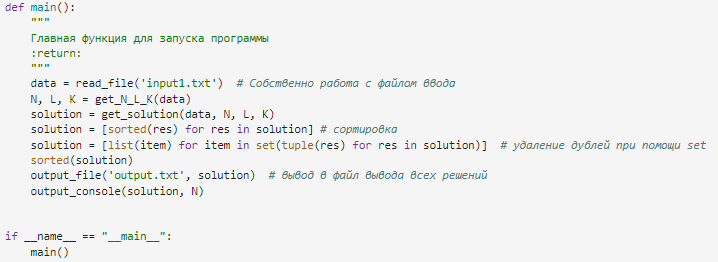 def main():
    """
    Главная функция для запуска программы
    :return:
    """
    data = read_file('input1.txt')  # Собственно работа с файлом ввода
    N, L, K = get_N_L_K(data)
    solution = get_solution(data, N, L, K)
    solution = [sorted(res) for res in solution] # сортировка
    solution = [list(item) for item in set(tuple(res) for res in solution)]  # удаление дублей при помощи set
    sorted(solution)
    output_file('output.txt', solution)  # вывод в файл вывода всех решений
    output_console(solution, N)
if __name__ == "__main__":
    main()